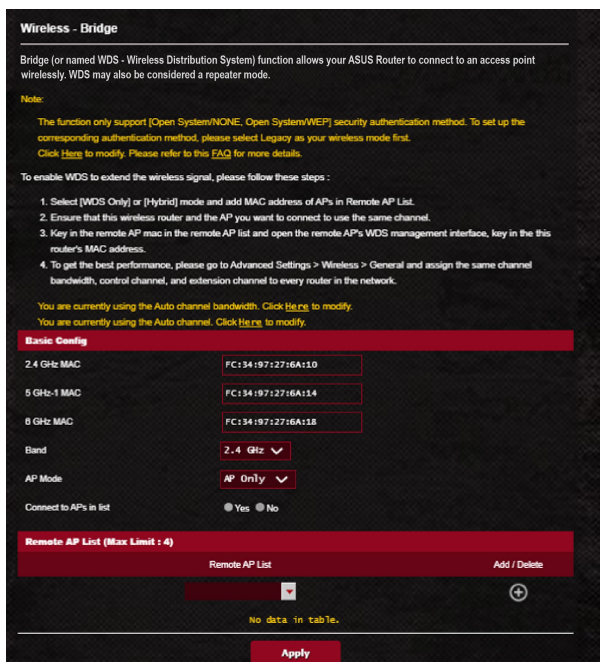 Wireless - Bridge
Bridge (or named WDS - Wireless Distribution System) function allows your ASUS Router to connect to an access point
wirelessly. WDS may also be considered a repeater mode.
Note:
The function only support [Open System/NONE, Open System/WEP] security authentication method. To set up the
corresponding authentication method, please select Legacy as your wireless mode first.
Click Here to modify. Please refer to this FAQ for more details.
To enable WDS to extend the wireless signal, please follow these steps :
1. Select [WDS Only] or [Hybrid] mode and add MAC address of APs in Remote AP List.
2. Ensure that this wireless router and the AP you want to connect to use the same channel.
3. Key in the remote AP mac in the remote AP list and open the remote AP's WDS management interface, key in the this
router's MAC address.
4. To get the best performance, please go to Advanced Settings > Wireless > General and assign the same channel
bandwidth, control channel, and extension channel to every router in the network.
You are currently using the Auto channel bandwidth. Click Here to modify.
You are currently using the Auto channel. Click Here to modify.
Basic Config
2.4 GHz MAC FC:34:97:27:6A:10
5 GHz-1 MAC FC:34:97:27:6A:14
6 GHz MAC FC:34:97:27:6A:18
Band 2.4 GHz
AP Mode AP Only
Connect to APs in list Yes No
Remote AP List (Max Limit : 4)
Remote AP List Add / Delete
No data in table.
Apply